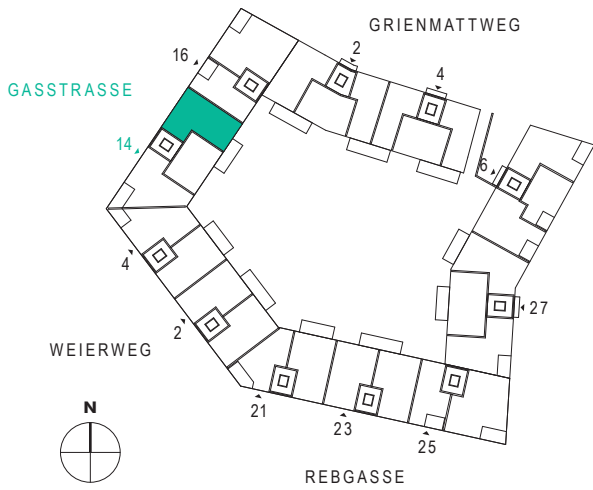 GRIENMATTWEG
2
16
4
GASSTRASSE
14
6
4
27
2
WEIERWEG
21
23
25
N
REBGASSE